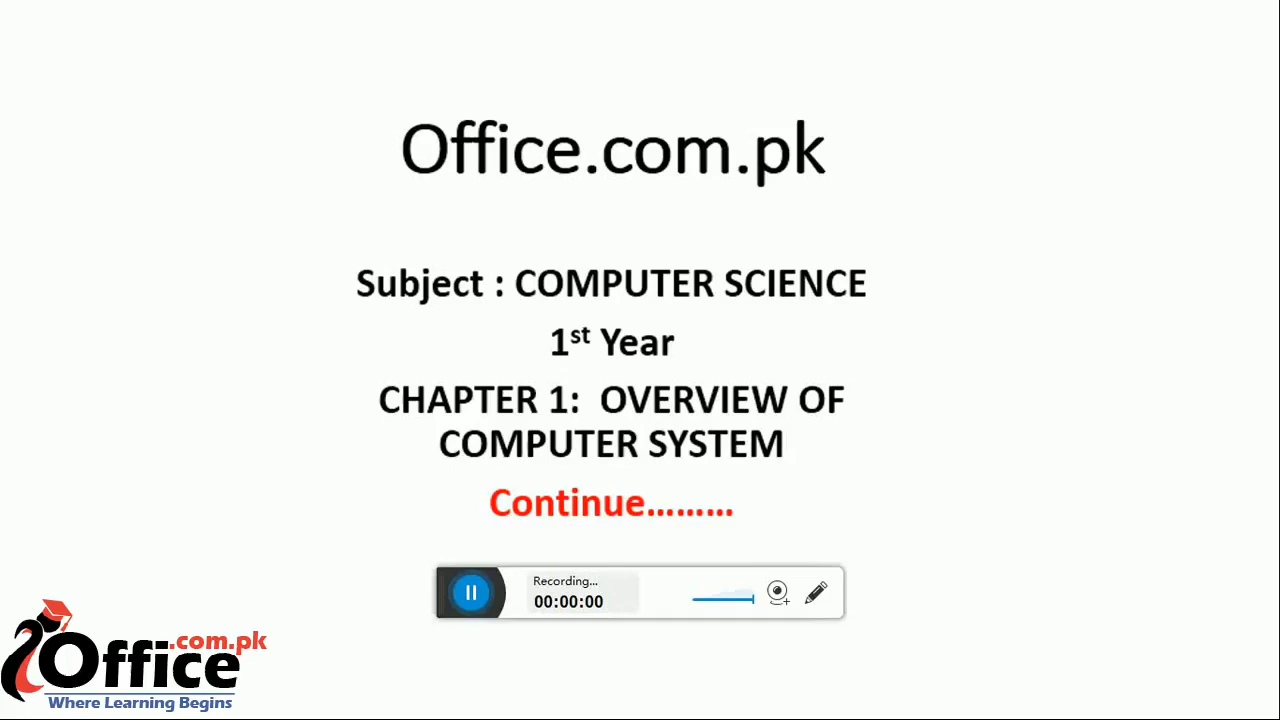 Office.com.pk
Subject : COMPUTER SCIENCE
1st Year
CHAPTER 1: OVERVIEW OF
COMPUTER SYSTEM
Continue………
Recording...
00:00:00
Office.com.pk
Where Learning Begins